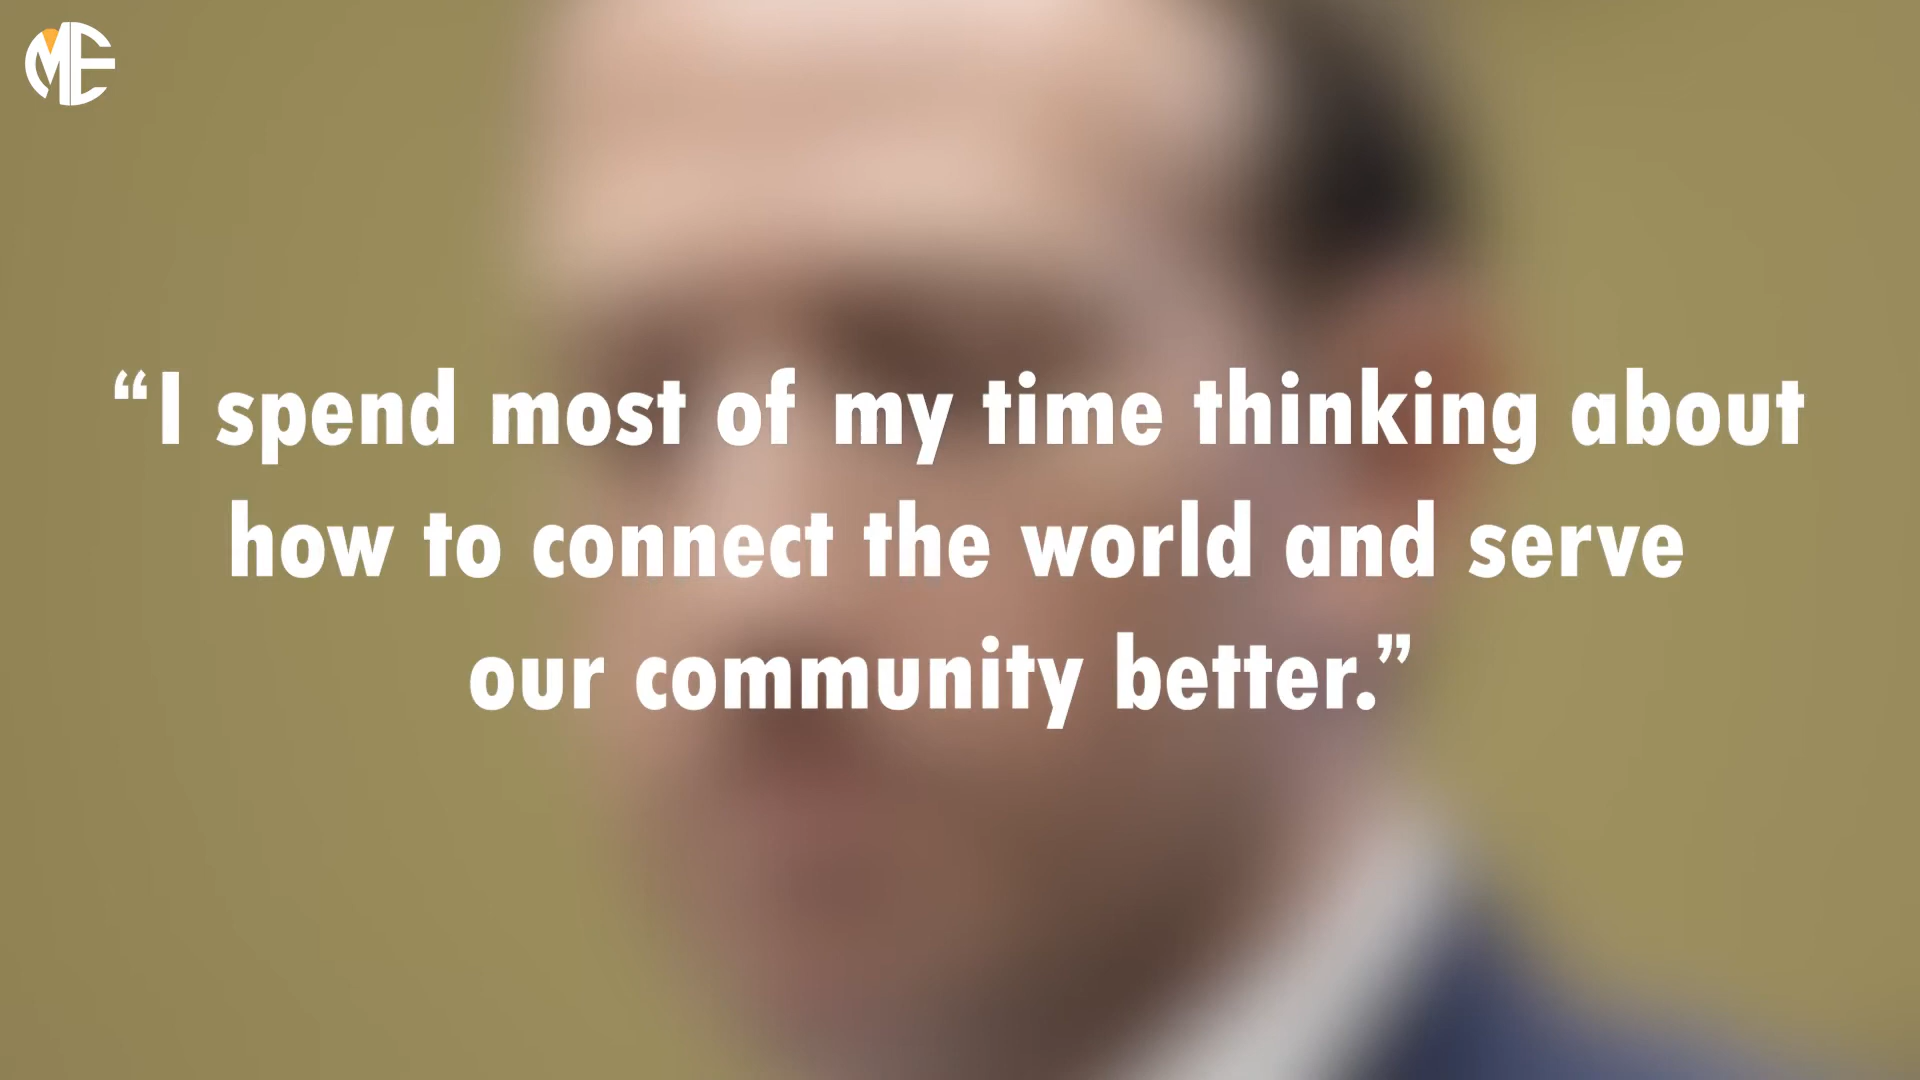 ME
“I spend most of my time thinking about
how to connect the world and serve
our community better.”